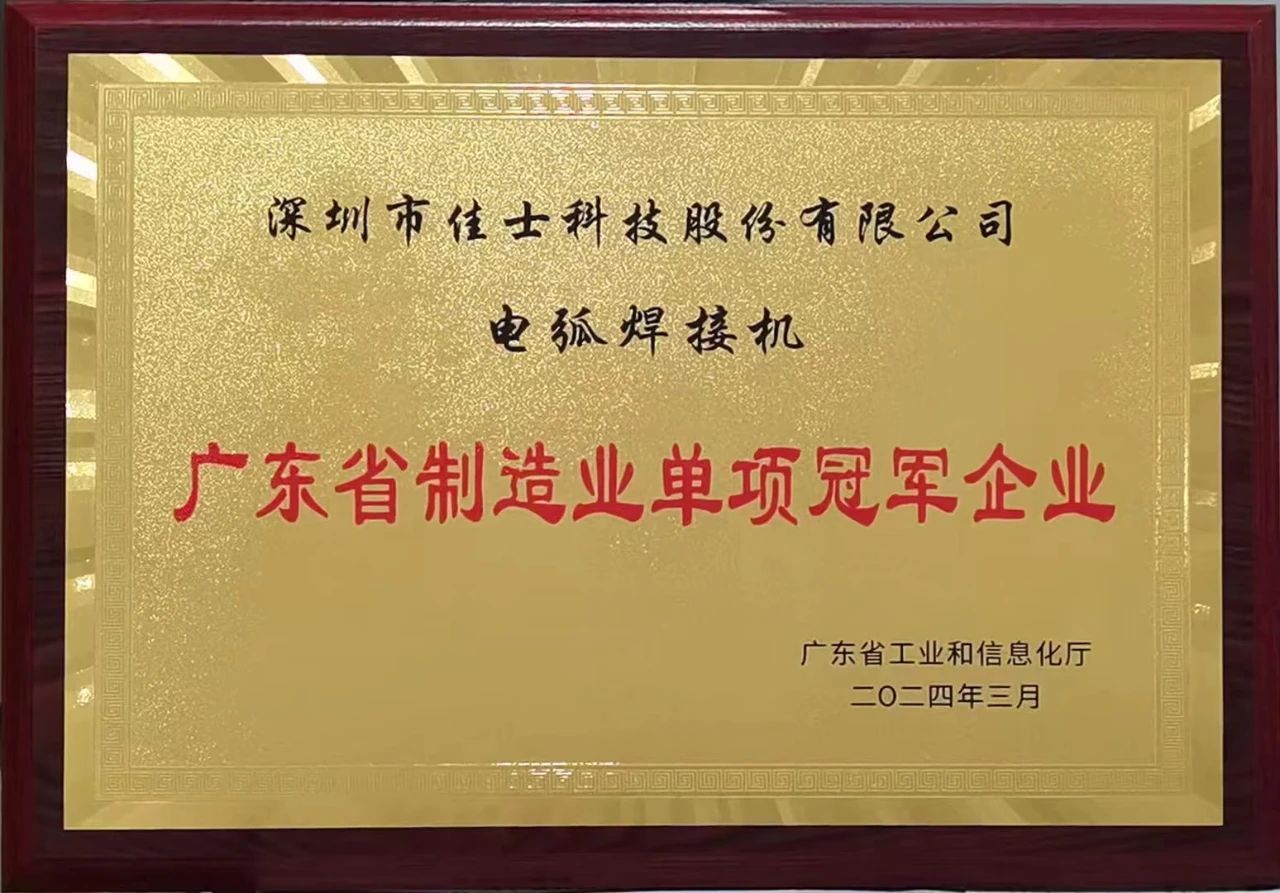 深圳市佳士科技股份有限公司
电弧焊接机
广东省制造业单项冠军企业
广东省工业和信息化厅
二〇二四年三月